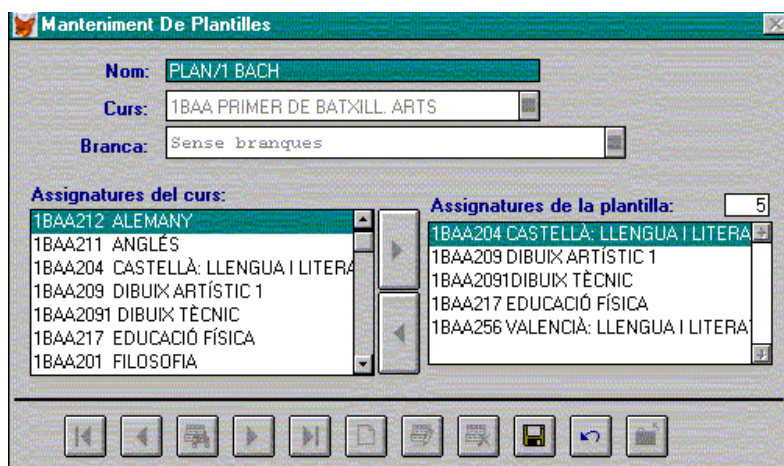 Manteniment De Plantilles
Nom: PLAN/1 BACH
Curs: 1BAA PRIMER DE BATXILL. ARTS
Branca: Sense branques
Assignatures del curs:
1BAA212 ALEMANY
1BAA211 ANGLÉS
1BAA204 CASTELLÀ: LLENGUA I LITERA
1BAA209 DIBUIX ARTÍSTIC 1
1BAA2091 DIBUIX TÈCNIC
1BAA217 EDUCACIÓ FÍSICA
1BAA201 FILOSOFIA
Assignatures de la plantilla: 5
1BAA204 CASTELLÀ: LLENGUA I LITERA
1BAA209 DIBUIX ARTÍSTIC 1
1BAA2091DIBUIX TÈCNIC
1BAA217 EDUCACIÓ FÍSICA
1BAA256 VALENCIÀ: LLENGUA I LITERA